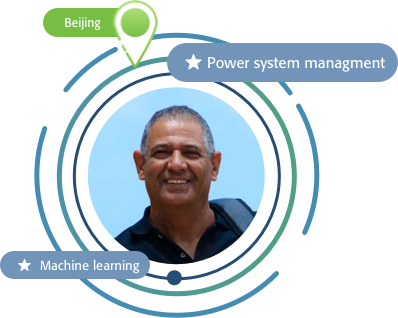 Beijing
Power system managment
Machine learning